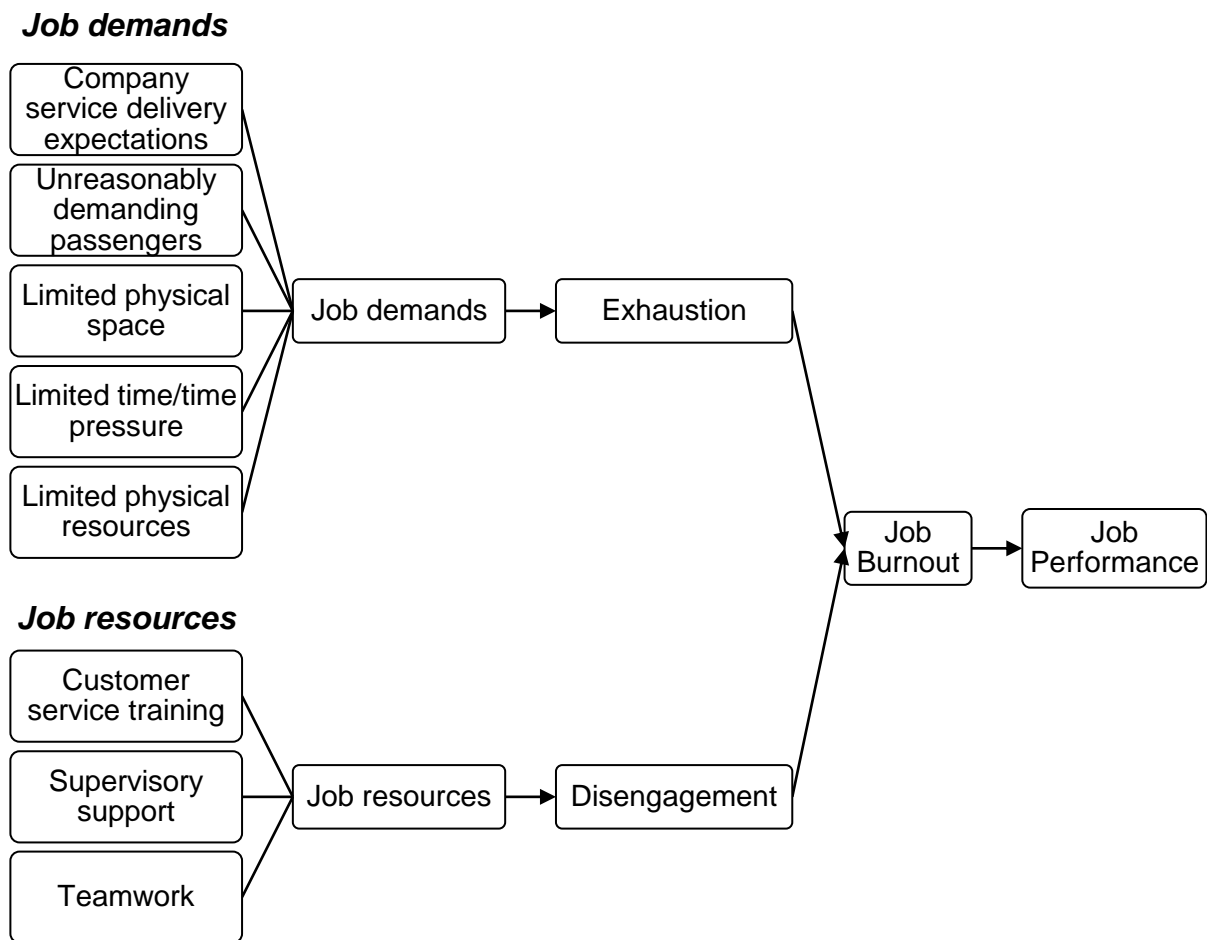 Job demands
Company
service delivery
expectations
Unreasonably
demanding
passengers
Limited physical
space
Limited time/time
pressure
Limited physical
resources
Job demands
Exhaustion
Job
Burnout
Job
Performance
Job resources
Customer
service training
Supervisory
support
Teamwork
Job resources
Disengagement